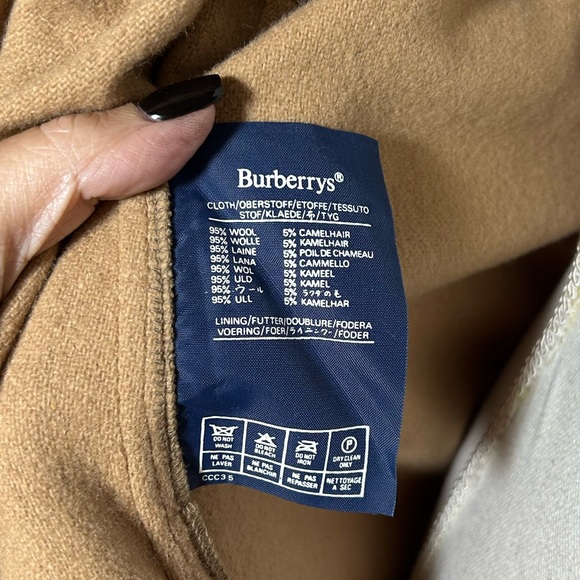 Burberrys®
CLOTH/OBERSTOFF/ETOFFE/TESSUTO
STOF/KLAEDE/布/TYG
95% WOOL 5% CAMELHAIR
95% WOLLE 5% KAMELHAIR
95% LAINE 5% POIL DE CHAMEAU
95% LANA 5% CAMMELLO
95% WOL 5% KAMEEL
95% ULD 5% KAMEL
95% ウール 5% ラクダの毛
95% ULL 5% KAMELHAR
LINING/FUTTER/DOUBLURE/FODERA
VOERING/FOER/ライニング/FODER
DO NOT WASH
DO NOT BLEACH
DO NOT IRON
P
DRY CLEAN ONLY
NE PAS LAVER
NE PAS BLANCHIR
NE PAS REPASSER
NETTOYAGE A SEC
CCC35